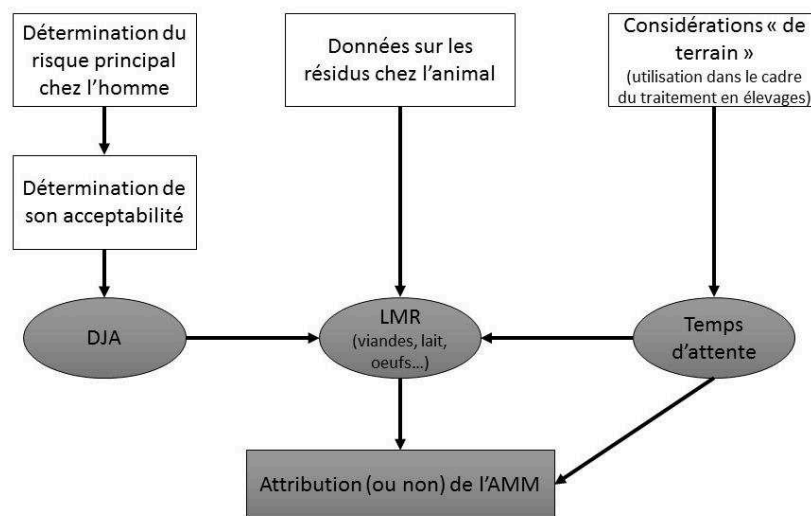 Détermination du
risque principal
chez l'homme
Données sur les
résidus chez l'animal
Considérations « de
terrain »
(utilisation dans le cadre
du traitement en élevages)
Détermination de
son acceptabilité
DJA
LMR
(viandes, lait,
oeufs...)
Temps
d'attente
Attribution (ou non) de l'AMM